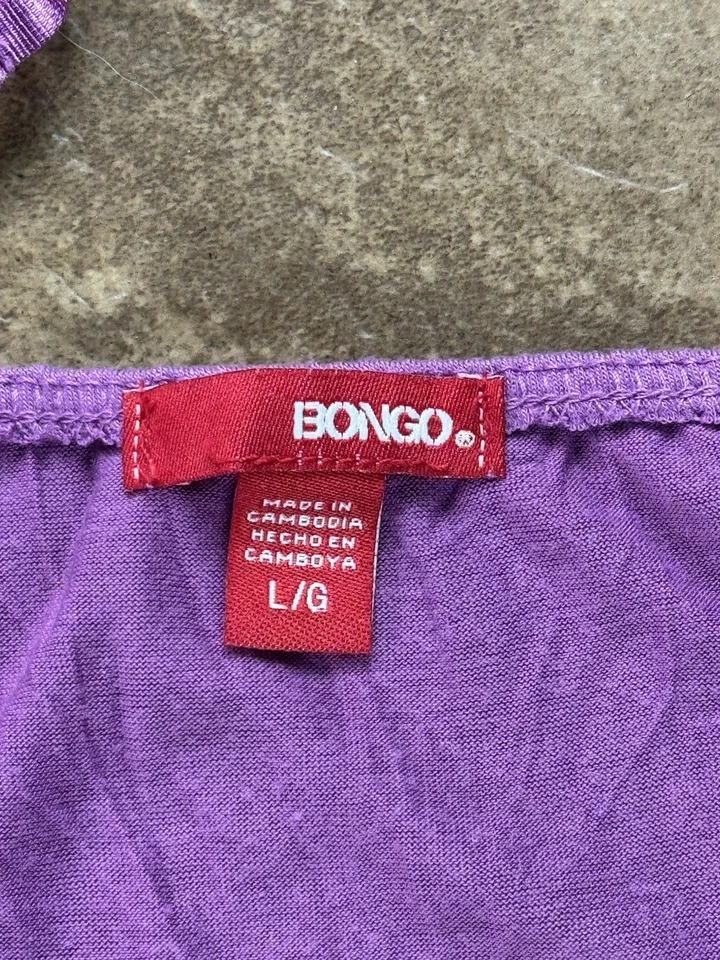 BONGO®
MADE IN
CAMBODIA
HECHO EN
CAMBOYA
L/G